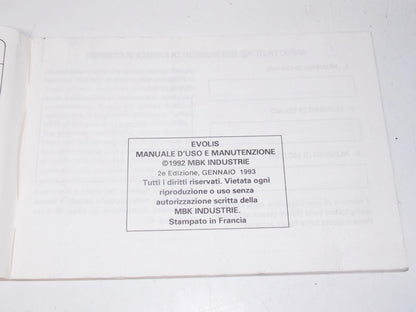 EVOLIS
MANUALE D'USO E MANUTENZIONE
©1992 MBK INDUSTRIE
2e Edizione, GENNAIO 1993
Tutti i diritti riservati. Vietata ogni
riproduzione o uso senza
autorizzazione scritta della
MBK INDUSTRIE.
Stampato in Francia